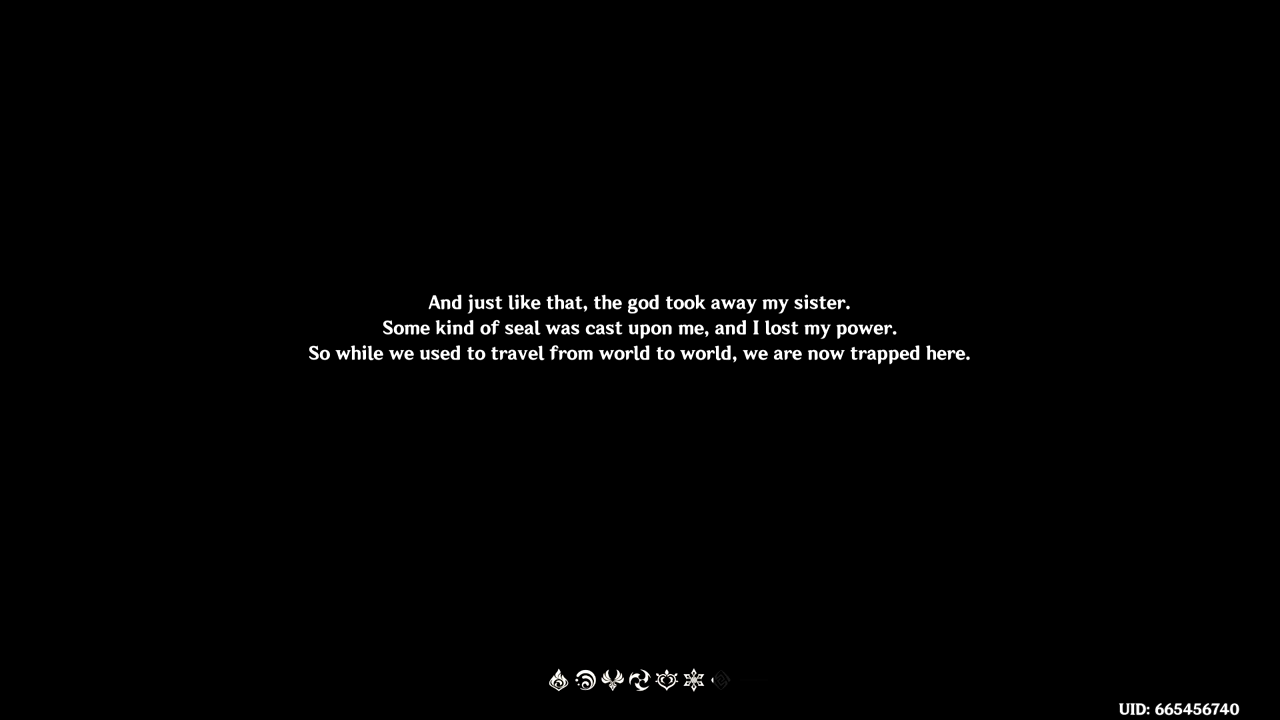 And just like that, the god took away my sister.
Some kind of seal was cast upon me, and I lost my power.
So while we used to travel from world to world, we are now trapped here.
UID: 665456740